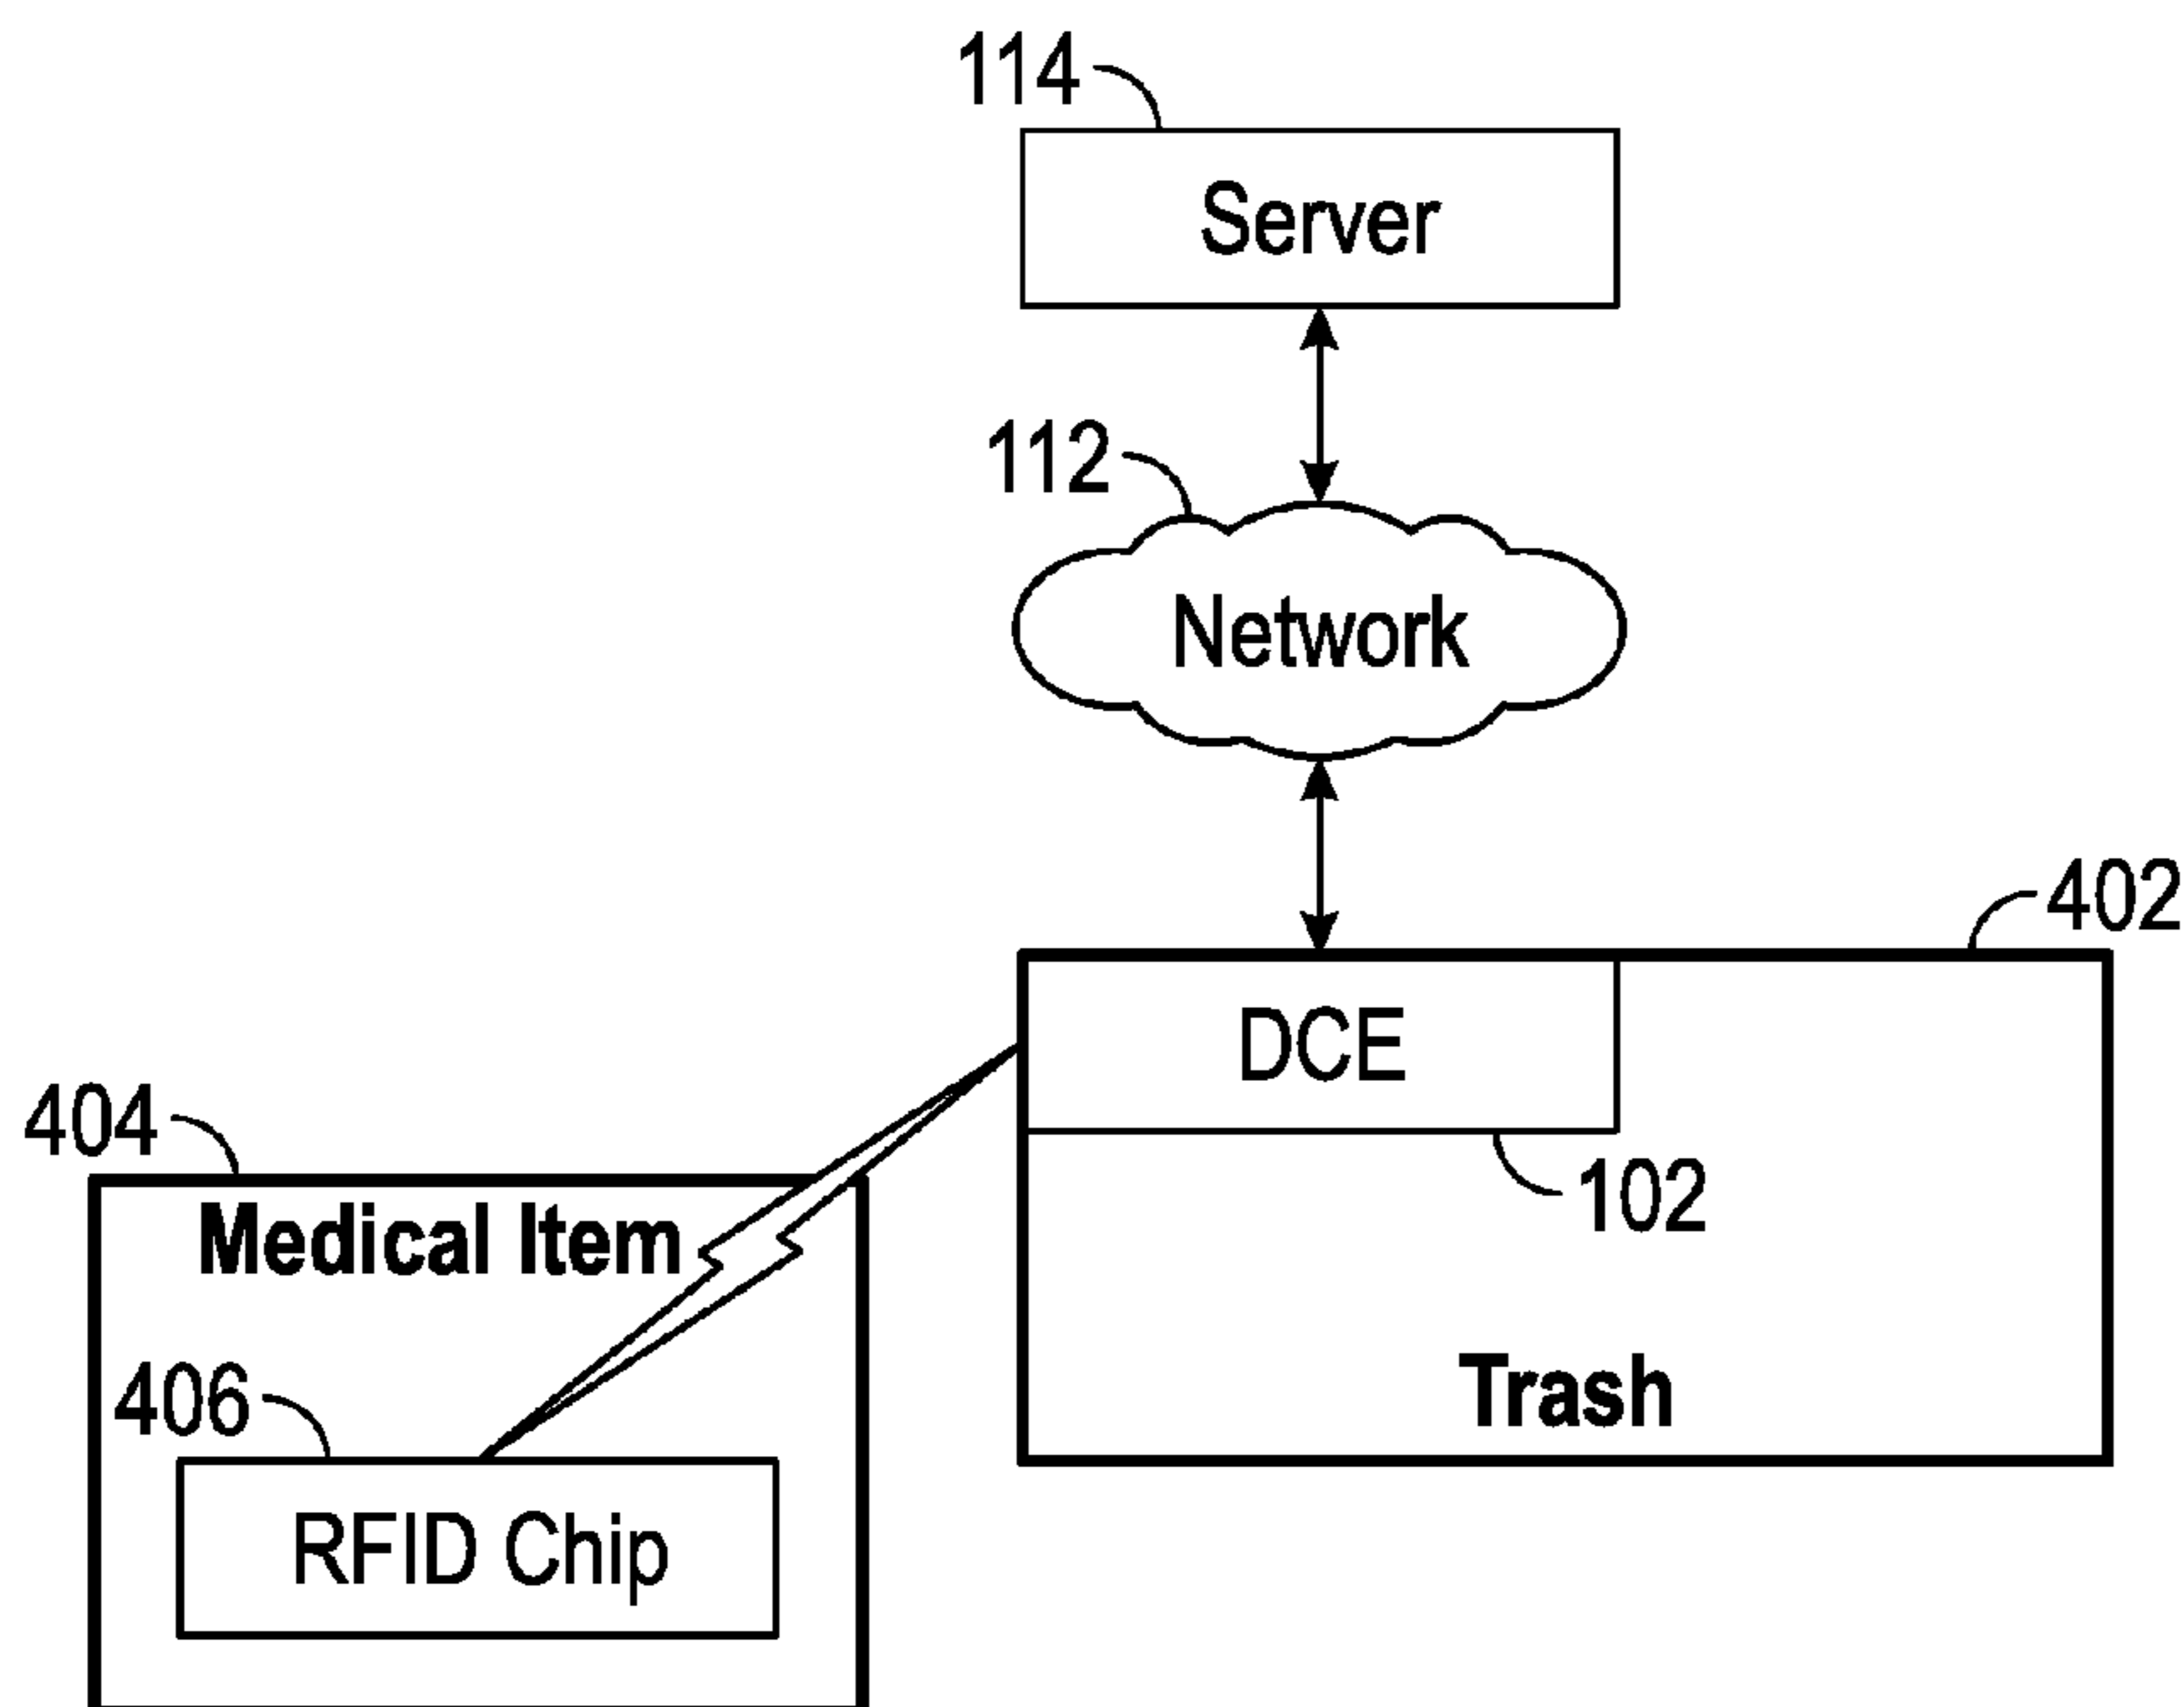 114
Server
112
Network
402
DCE
404
102
Medical Item
Trash
406
RFID Chip